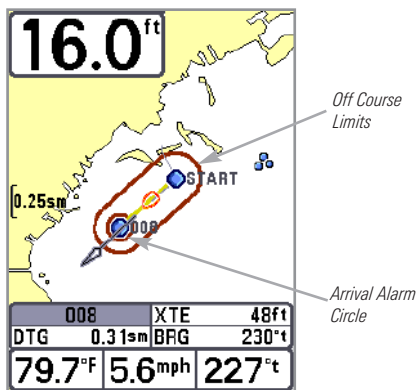 16.0ft
Off Course
Limits
START
0.25sm
008
Arrival Alarm
Circle
008 XTE 48ft
DTG 0.31sm BRG 230°t
79.7°F 5.6mph 227°t